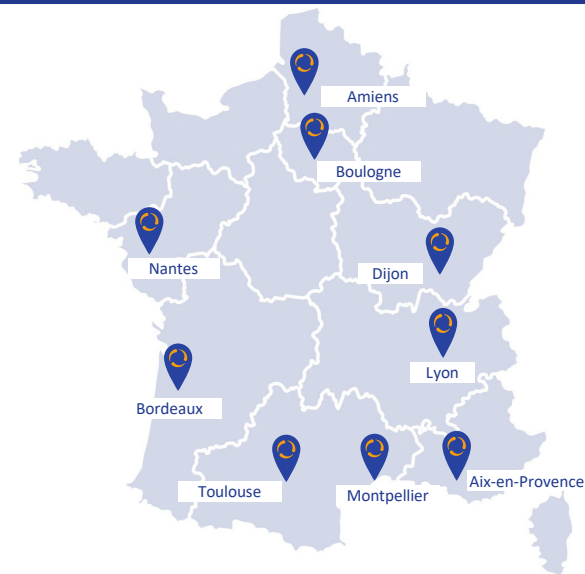 Amiens
Boulogne
Nantes
Dijon
Lyon
Bordeaux
Toulouse
Montpellier
Aix-en-Provence